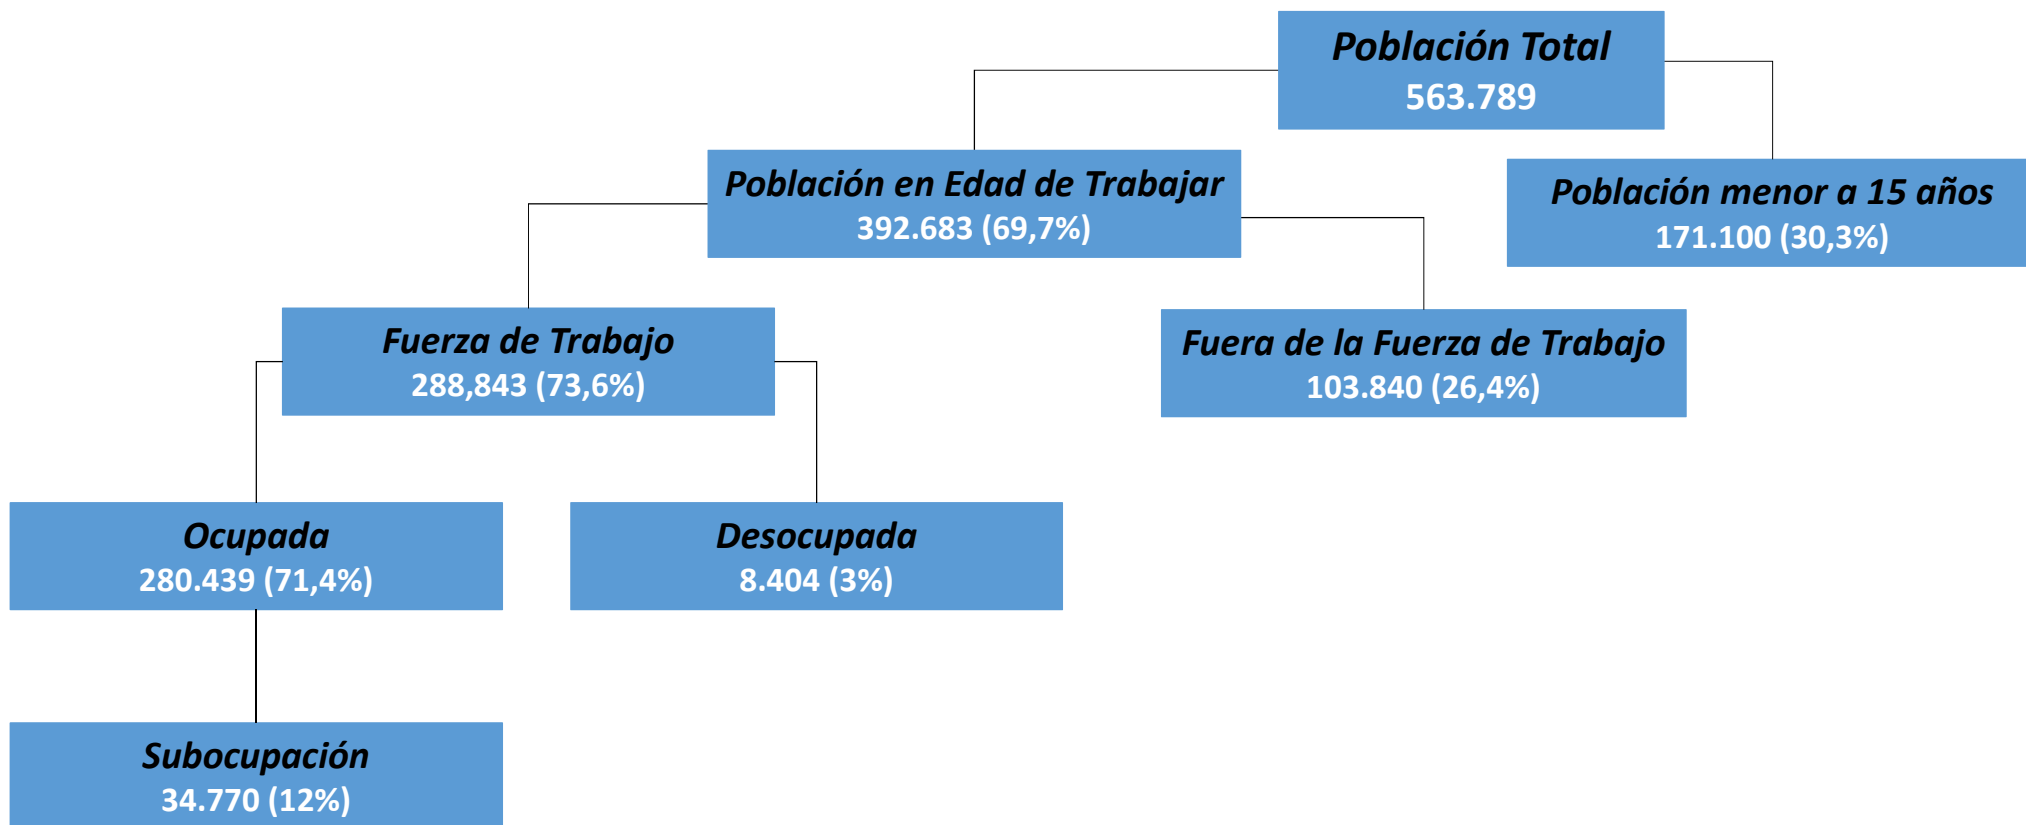 Población Total
563.789
Población en Edad de Trabajar
392.683 (69,7%)
Población menor a 15 años
171.100 (30,3%)
Fuerza de Trabajo
288,843 (73,6%)
Fuera de la Fuerza de Trabajo
103.840 (26,4%)
Ocupada
280.439 (71,4%)
Desocupada
8.404 (3%)
Subocupación
34.770 (12%)